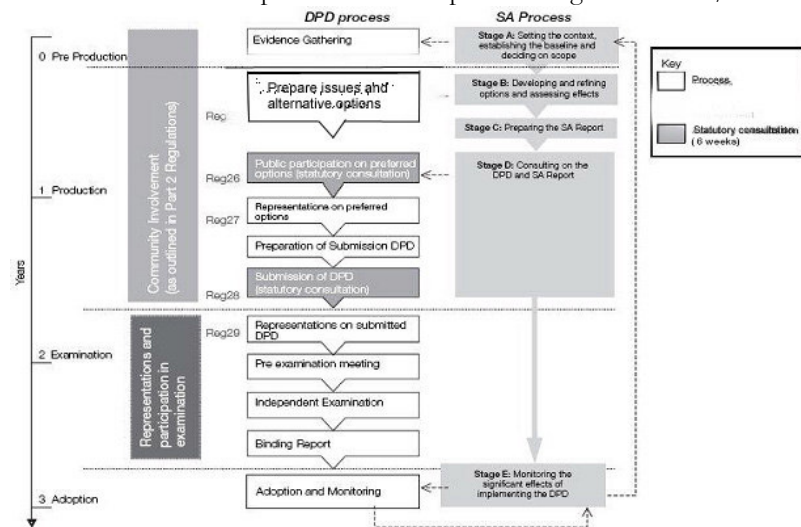 DPD process
SA Process
Evidence Gathering
Stage A: Setting the context,
establishing the baseline and
deciding on scope
0 Pre Production
Key
Process
Statutory consultation
(6 weeks)
Prepare issues and
alternative options
Stage B: Developing and refining
options and assessing effects
Reg
Stage C: Preparing the SA Report
Community Involvement
(as outlined in Part 2 Regulations)
Public participation on preferred
options (statutory consultation)
Stage D: Consulting on the
DPD and SA Report
Reg26
1 Production
Representations on preferred
options
Reg27
Preparation of Submission DPD
Years
Submission of DPD
(statutory consultation)
Reg28
Representations on submitted
DPD
Reg29
Representations and
participation in
examination
2 Examination
Pre examination meeting
Independent Examination
Binding Report
Stage E: Monitoring the
significant effects of
implementing the DPD
Adoption and Monitoring
3 Adoption